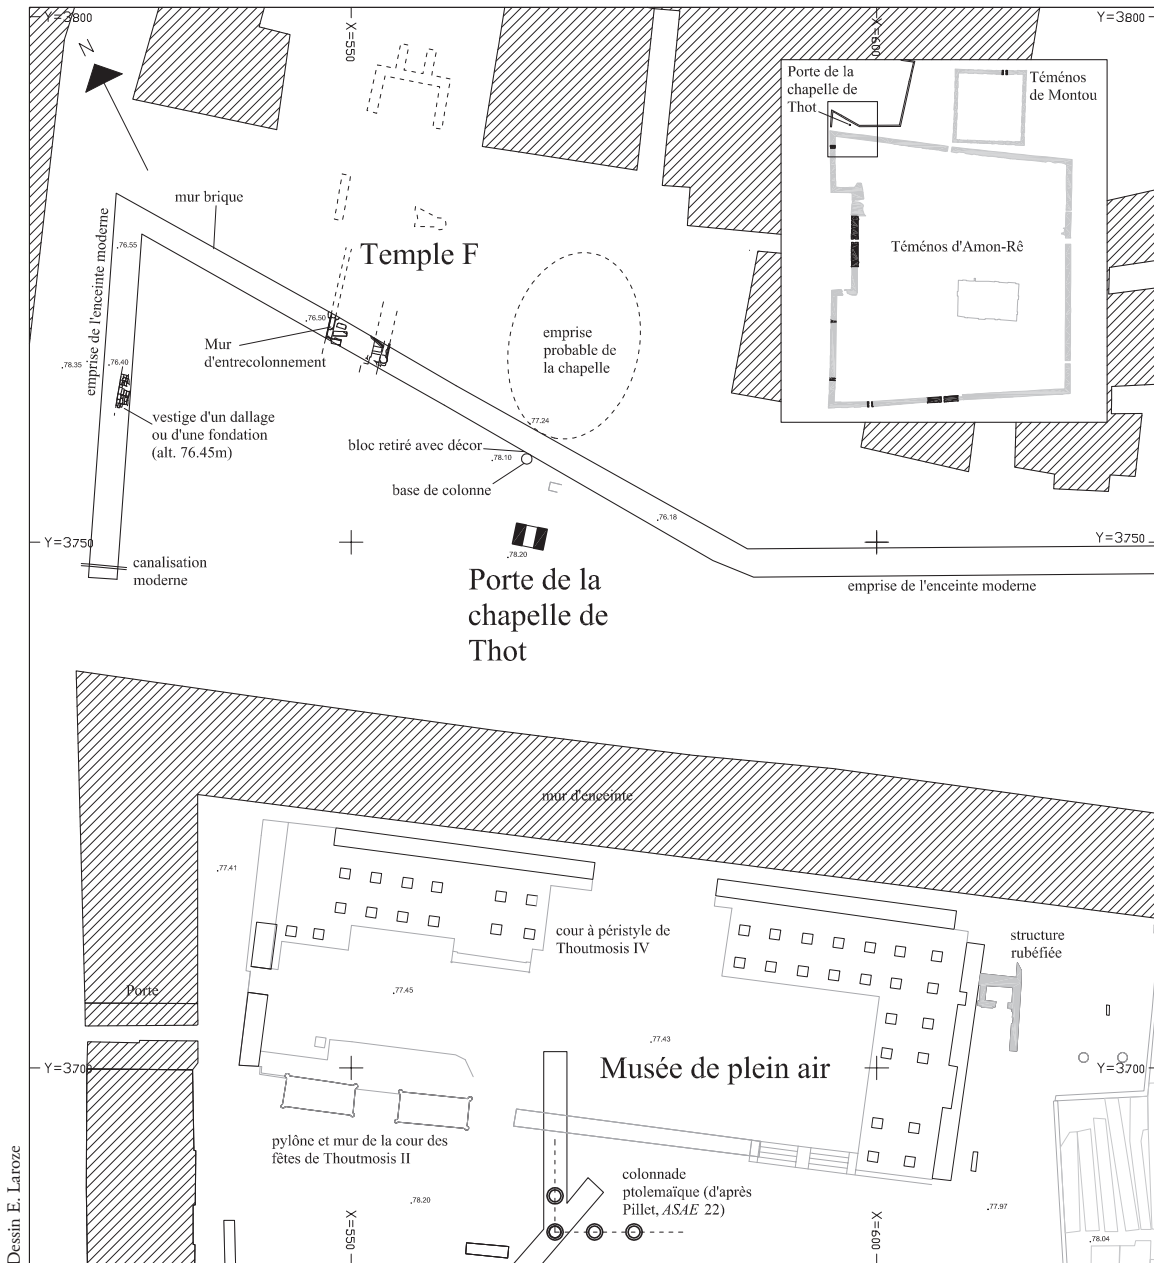 Y=3800
X=550
X=600
Y=3800
N
Porte de la
chapelle de
Thot
Téménos
de Montou
Téménos d'Amon-Rê
mur brique
emprise de l'enceinte moderne
76.55
Temple F
76.50
Mur
d'entrecolonnement
emprise
probable de
la chapelle
78.35
76.40
vestige d'un dallage
ou d'une fondation
(alt. 76.45m)
77.24
bloc retiré avec décor
78.10
base de colonne
76.18
Y=3750
Y=3750
78.20
canalisation
moderne
Porte de la
chapelle de
Thot
emprise de l'enceinte moderne
mur d'enceinte
77.41
cour à péristyle de
Thoutmosis IV
structure
rubéfiée
Porte
77.45
77.43
Musée de plein air
Y=3700
Y=3700
pylône et mur de la cour des
fêtes de Thoutmosis II
colonnade
ptolemaïque (d'après
Pillet, ASAE 22)
78.20
77.97
78.04
X=550
X=600
Dessin E. Laroze